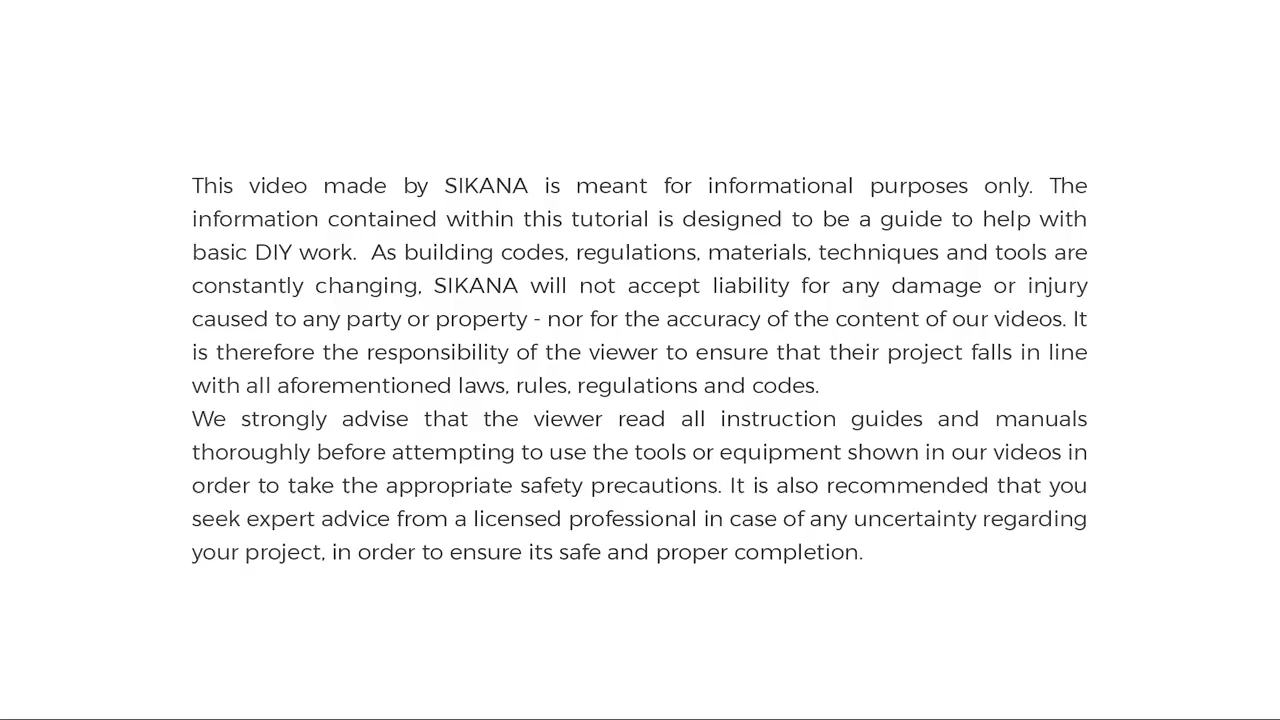 This video made by SIKANA is meant for informational purposes only. The
information contained within this tutorial is designed to be a guide to help with
basic DIY work.  As building codes, regulations, materials, techniques and tools are
constantly changing, SIKANA will not accept liability for any damage or injury
caused to any party or property - nor for the accuracy of the content of our videos. It
is therefore the responsibility of the viewer to ensure that their project falls in line
with all aforementioned laws, rules, regulations and codes.
We strongly advise that the viewer read all instruction guides and manuals
thoroughly before attempting to use the tools or equipment shown in our videos in
order to take the appropriate safety precautions. It is also recommended that you
seek expert advice from a licensed professional in case of any uncertainty regarding
your project, in order to ensure its safe and proper completion.